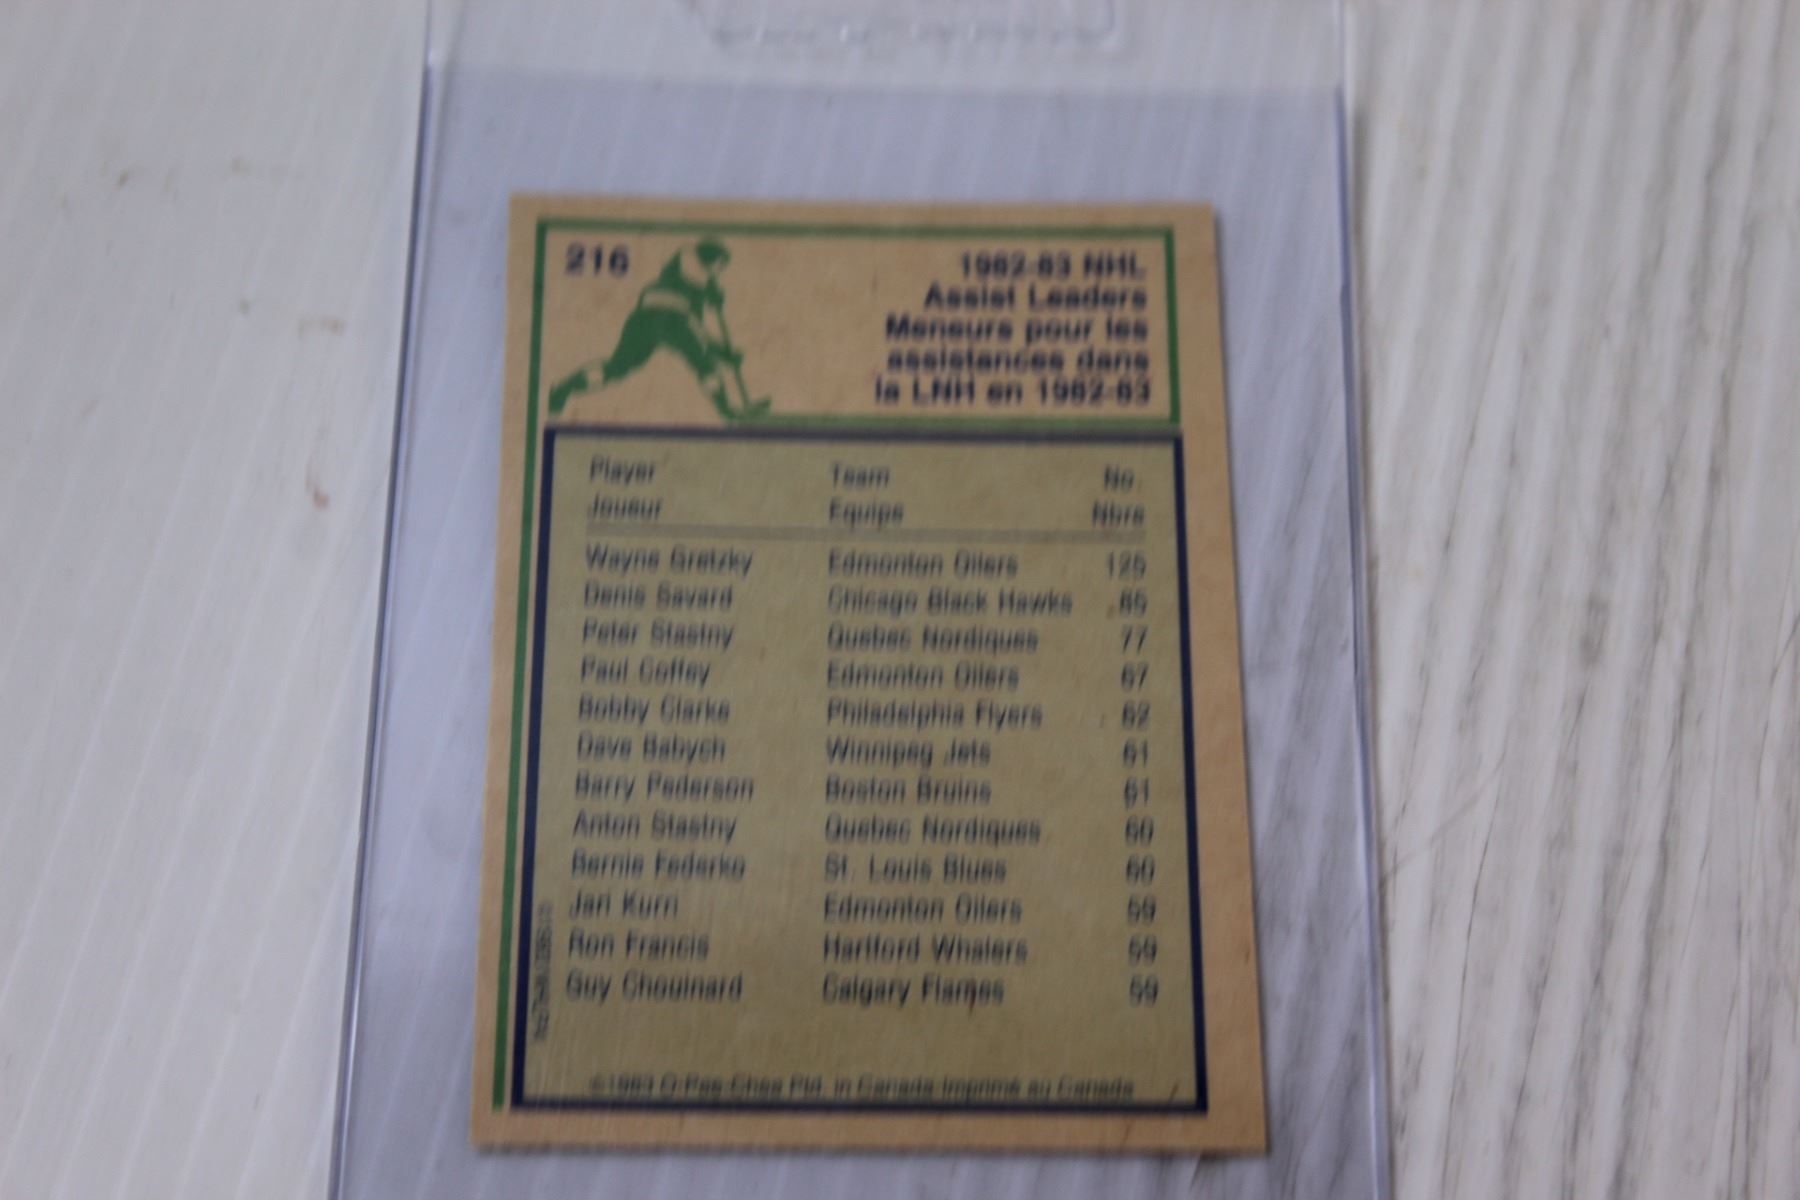 216
1982-83 NHL
Assist Leaders
Meneurs pour les
assistances dans
la LNH en 1982-83
Player Team No.
Joueur Equipe Nbre
Wayne Gretzky Edmonton Oilers 125
Denis Savard Chicago Black Hawks 85
Peter Stastny Quebec Nordiques 77
Paul Coffey Edmonton Oilers 67
Bobby Clarke Philadelphia Flyers 62
Dave Babych Winnipeg Jets 61
Barry Pederson Boston Bruins 61
Anton Stastny Quebec Nordiques 60
Bernie Federko St. Louis Blues 60
Jari Kurri Edmonton Oilers 59
Ron Francis Hartford Whalers 59
Guy Chouinard Calgary Flames 59
©1983 O-Pee-Chee Ptd. in Canada-Imprimé au Canada